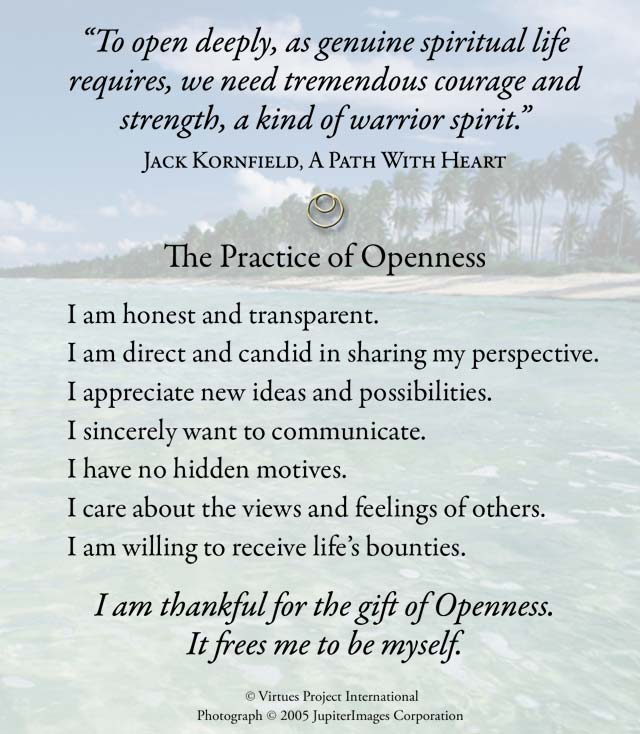 “To open deeply, as genuine spiritual life
requires, we need tremendous courage and
strength, a kind of warrior spirit.”
Jack Kornfield, A Path With Heart
The Practice of Openness
I am honest and transparent.
I am direct and candid in sharing my perspective.
I appreciate new ideas and possibilities.
I sincerely want to communicate.
I have no hidden motives.
I care about the views and feelings of others.
I am willing to receive life’s bounties.
I am thankful for the gift of Openness.
It frees me to be myself.
© Virtues Project International
Photograph © 2005 JupiterImages Corporation